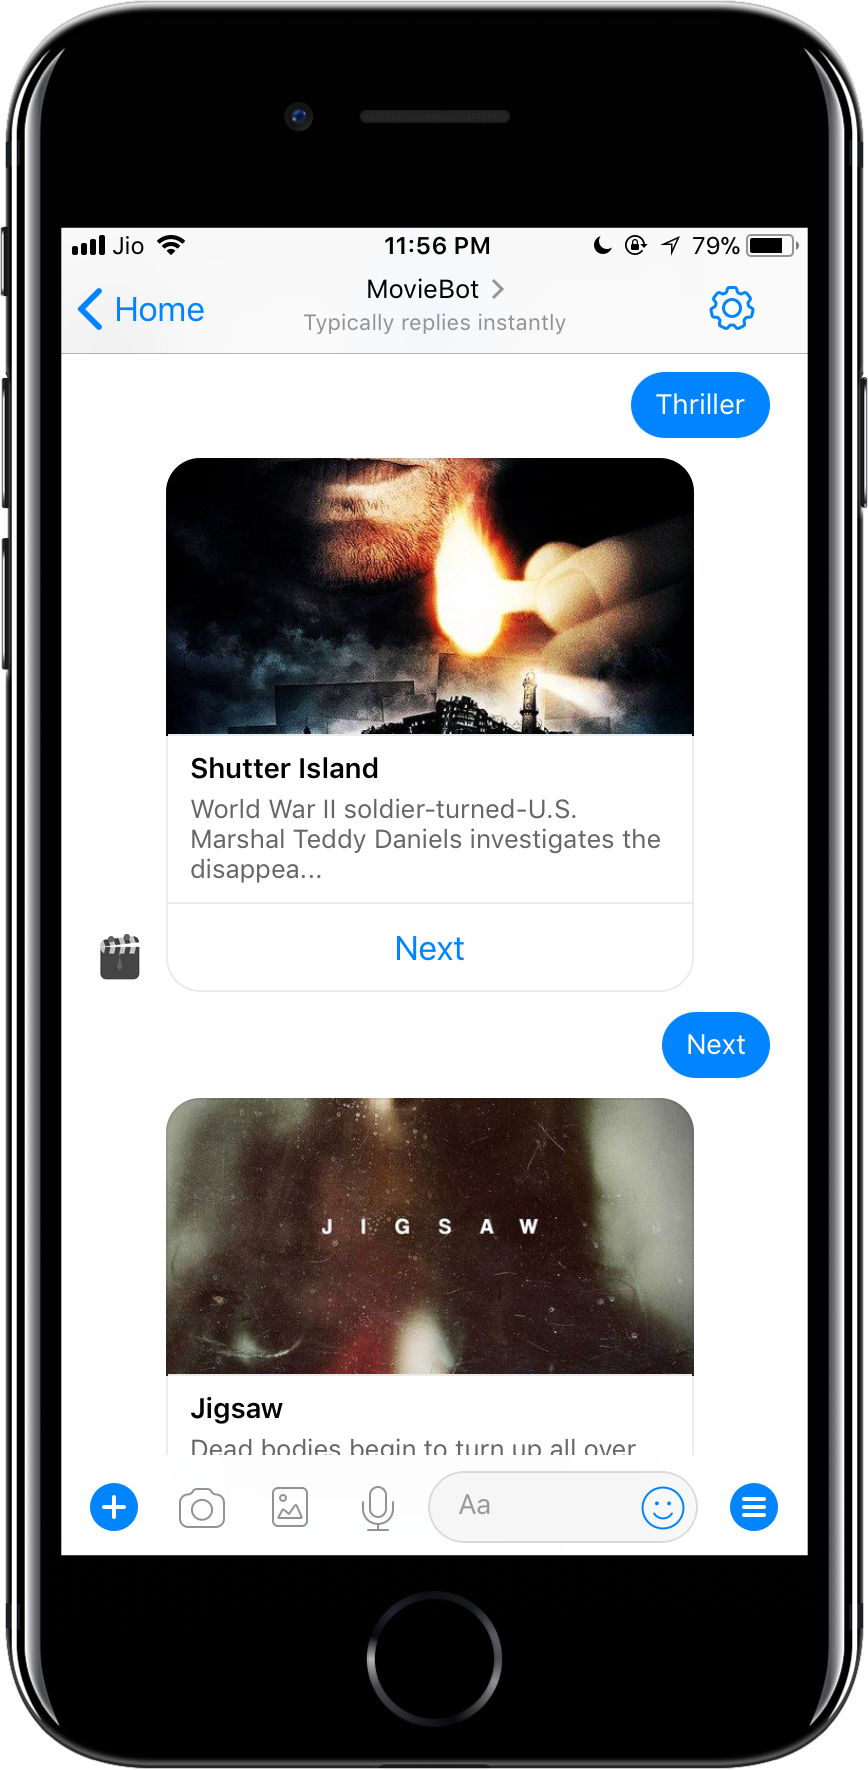 Jio 11:56 PM 79%
Home
MovieBot
Typically replies instantly
Thriller
Shutter Island
World War II soldier-turned-U.S.
Marshal Teddy Daniels investigates the
disappea...
Next
Next
JIGSAW
Jigsaw
Dead bodies begin to turn up all over
Aa